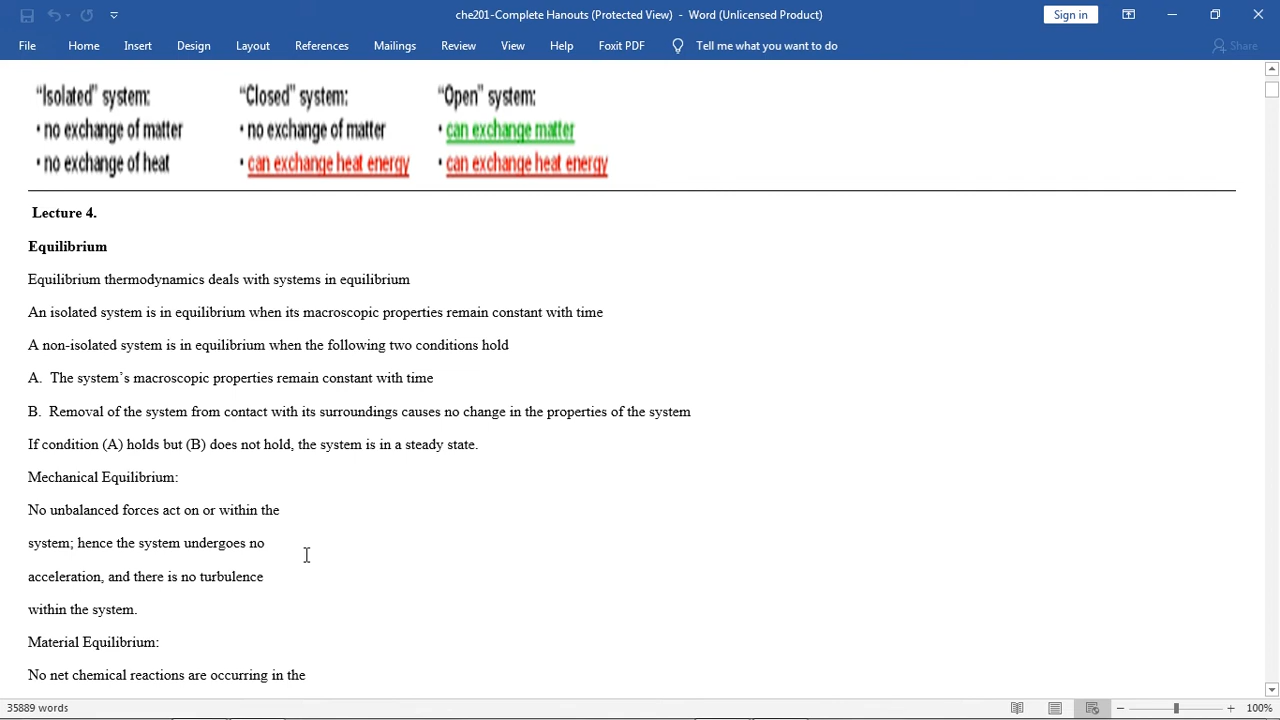 che201-Complete Hanouts (Protected View) - Word (Unlicensed Product)
Sign in
File Home Insert Design Layout References Mailings Review View Help Foxit PDF Tell me what you want to do Share
“Isolated” system: “Closed” system: “Open” system:
• no exchange of matter • no exchange of matter • can exchange matter
• no exchange of heat • can exchange heat energy • can exchange heat energy
Lecture 4.
Equilibrium
Equilibrium thermodynamics deals with systems in equilibrium
An isolated system is in equilibrium when its macroscopic properties remain constant with time
A non-isolated system is in equilibrium when the following two conditions hold
A. The system’s macroscopic properties remain constant with time
B. Removal of the system from contact with its surroundings causes no change in the properties of the system
If condition (A) holds but (B) does not hold, the system is in a steady state.
Mechanical Equilibrium:
No unbalanced forces act on or within the
system; hence the system undergoes no
acceleration, and there is no turbulence
within the system.
Material Equilibrium:
No net chemical reactions are occurring in the
35889 words
100%